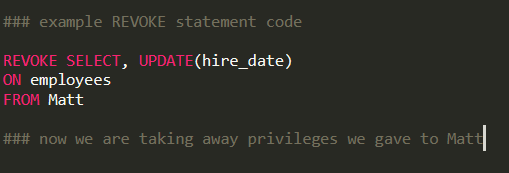 ### example REVOKE statement code
REVOKE SELECT, UPDATE(hire_date)
ON employees
FROM Matt
### now we are taking away privileges we gave to Matt